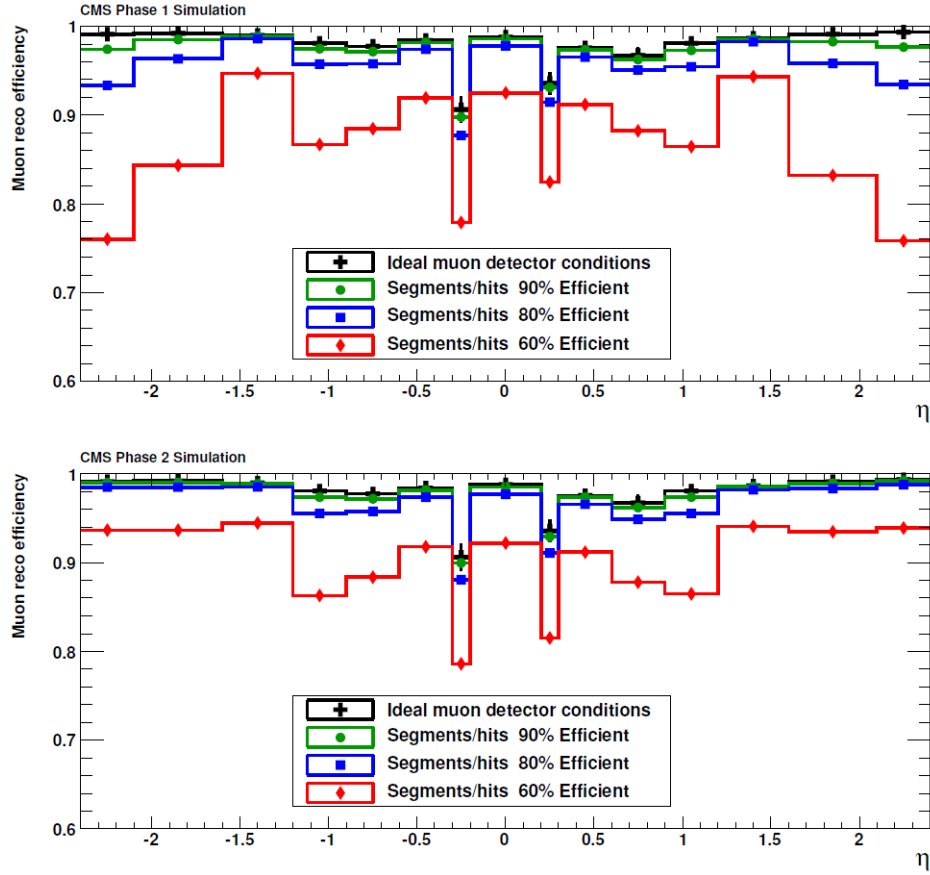 CMS Phase 1 Simulation
Muon reco efficiency
1
0.9
0.8
0.7
0.6
Ideal muon detector conditions
Segments/hits 90% Efficient
Segments/hits 80% Efficient
Segments/hits 60% Efficient
-2 -1.5 -1 -0.5 0 0.5 1 1.5 2
η
CMS Phase 2 Simulation
Muon reco efficiency
1
0.9
0.8
0.7
0.6
Ideal muon detector conditions
Segments/hits 90% Efficient
Segments/hits 80% Efficient
Segments/hits 60% Efficient
-2 -1.5 -1 -0.5 0 0.5 1 1.5 2
η